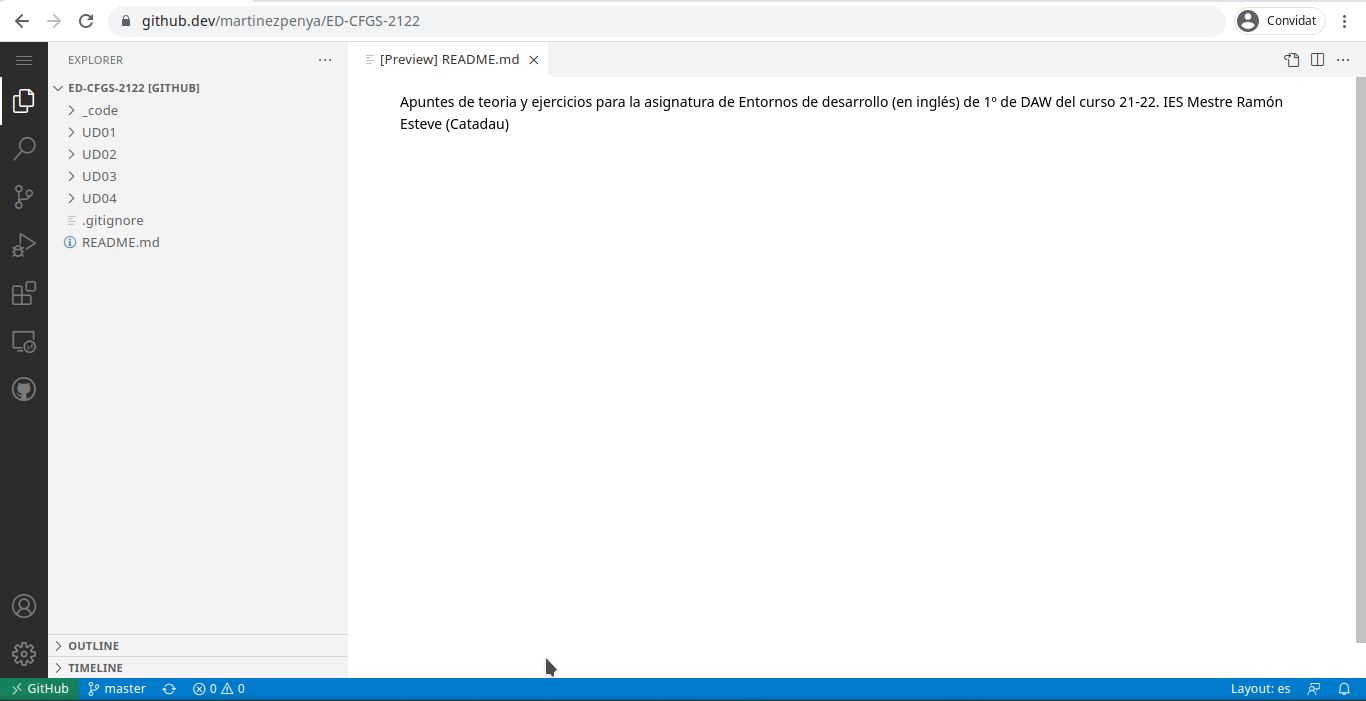 github.dev/martinezpenya/ED-CFGS-2122
Convidat
EXPLORER
[Preview] README.md
ED-CFGS-2122 [GITHUB]
_code
UD01
UD02
UD03
UD04
.gitignore
README.md
Apuntes de teoria y ejercicios para la asignatura de Entornos de desarrollo (en inglés) de 1º de DAW del curso 21-22. IES Mestre Ramón
Esteve (Catadau)
OUTLINE
TIMELINE
GitHub
master
0
0
Layout: es